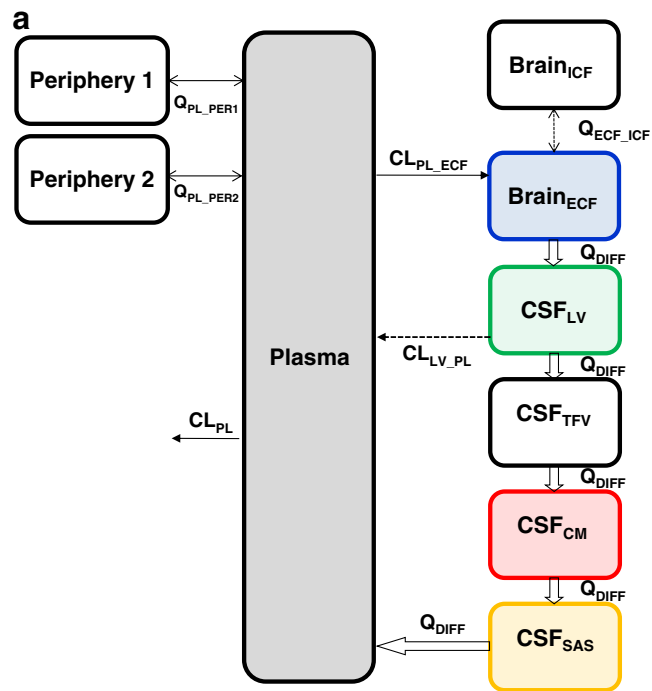 a
Periphery 1
Q_PL_PER1
Periphery 2
Q_PL_PER2
Plasma
CL_PL
CL_PL_ECF
Brain_ICF
Q_ECF_ICF
Brain_ECF
Q_DIFF
CSF_LV
CL_LV_PL
Q_DIFF
CSF_TFV
Q_DIFF
CSF_CM
Q_DIFF
CSF_SAS
Q_DIFF